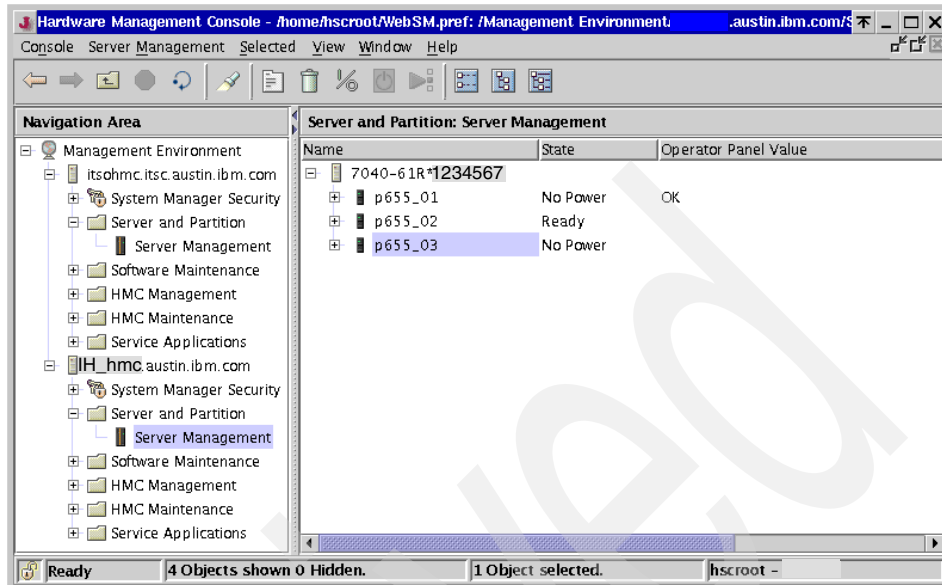 Hardware Management Console - /home/hscroot/WebSM.pref: /Management Environment/ .austin.ibm.com/S
Console Server Management Selected View Window Help
Navigation Area
Management Environment
itsohmc.itsc.austin.ibm.com
System Manager Security
Server and Partition
Server Management
Software Maintenance
HMC Management
HMC Maintenance
Service Applications
IH_hmc.austin.ibm.com
System Manager Security
Server and Partition
Server Management
Software Maintenance
HMC Management
HMC Maintenance
Service Applications
Server and Partition: Server Management
Name State Operator Panel Value
7040-61R*1234567
p655_01 No Power OK
p655_02 Ready
p655_03 No Power
Ready 4 Objects shown 0 Hidden. 1 Object selected. hscroot -